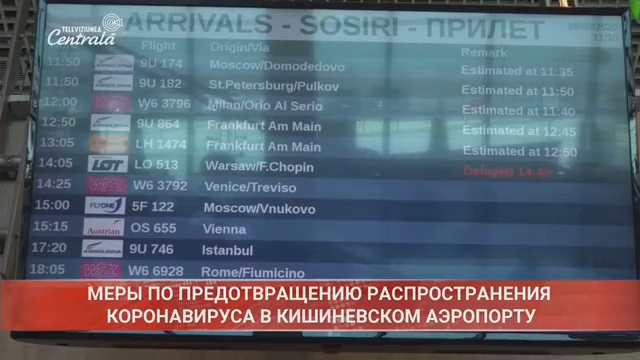 TELEVIZIUNEA
Centrală
ARRIVALS - SOSIRI - ПРИЛЕТ
Flight Origin/Via Remark
11:50 9U 174 Moscow/Domodedovo Estimated at 11:35
11:50 9U 182 St.Petersburg/Pulkov Estimated at 11:50
12:00 W6 3796 Milan/Orio Al Serio Estimated at 11:40
12:50 9U 864 Frankfurt Am Main Estimated at 12:45
13:05 LH 1474 Frankfurt Am Main Estimated at 12:50
14:05 LOT LO 513 Warsaw/F.Chopin Delayed 14:40
14:25 W6 3792 Venice/Treviso
15:00 FLYONE 5F 122 Moscow/Vnukovo
15:15 Austrian OS 655 Vienna
17:20 AIRMOLDOVA 9U 746 Istanbul
18:05 W6 6928 Rome/Fiumicino
МЕРЫ ПО ПРЕДОТВРАЩЕНИЮ РАСПРОСТРАНЕНИЯ
КОРОНАВИРУСА В КИШИНЕВСКОМ АЭРОПОРТУ